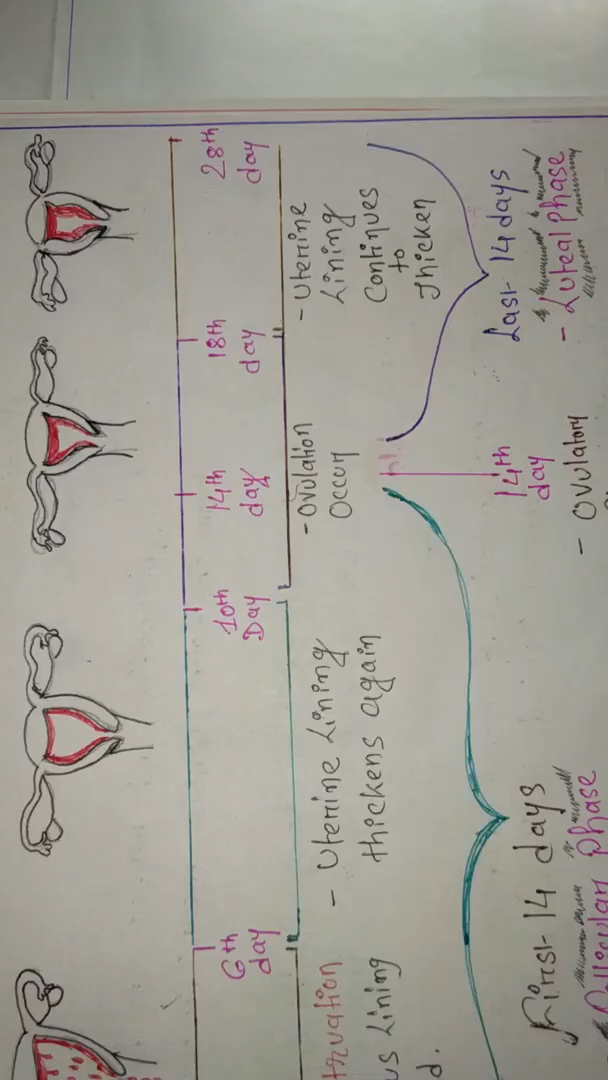 6th
day
10th
Day
14th
day
18th
day
28th
day
- Uterine Lining
thickens again
- Ovulation
Occur
- Uterine
Lining
Continues
to
Thicken
us Lining
d.
First 14 days
Phase
14th
day
- Ovulatory
Last 14 days
- Luteal Phase